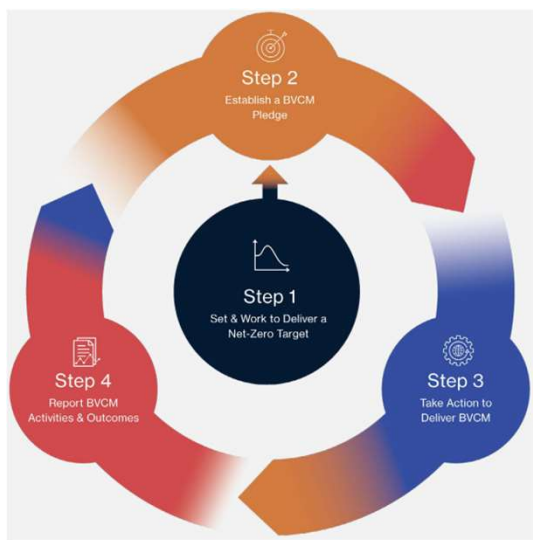 Step 2
Establish a BVCM
Pledge
Step 1
Set & Work to Deliver a
Net-Zero Target
Step 4
Report BVCM
Activities & Outcomes
Step 3
Take Action to
Deliver BVCM